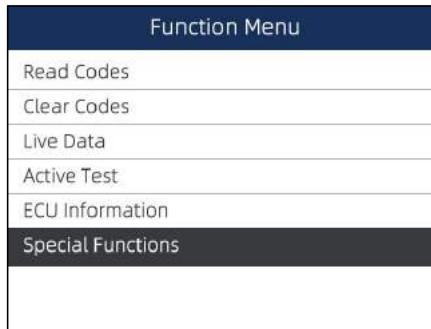 Function Menu
Read Codes
Clear Codes
Live Data
Active Test
ECU Information
Special Functions